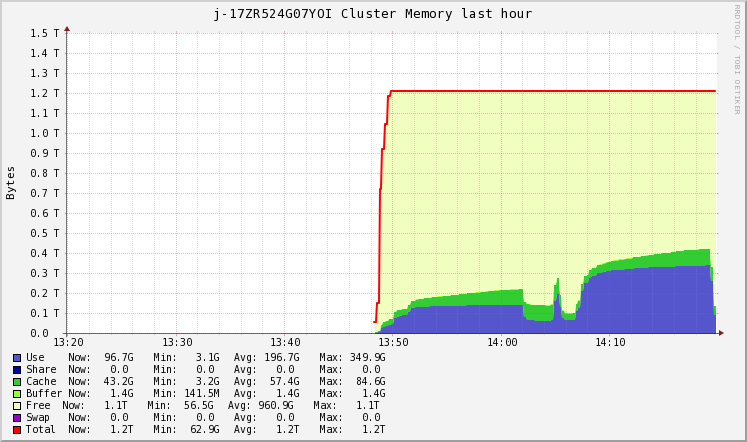 j-17ZR524G07YOI Cluster Memory last hour
RRDTOOL / TOBI OETIKER
Bytes
1.5 T
1.4 T
1.3 T
1.2 T
1.1 T
1.0 T
0.9 T
0.8 T
0.7 T
0.6 T
0.5 T
0.4 T
0.3 T
0.2 T
0.1 T
0.0
13:20 13:30 13:40 13:50 14:00 14:10
Use Now: 96.7G Min: 3.1G Avg: 196.7G Max: 349.9G
Share Now: 0.0 Min: 0.0 Avg: 0.0 Max: 0.0
Cache Now: 43.2G Min: 3.2G Avg: 57.4G Max: 84.6G
Buffer Now: 1.4G Min: 141.5M Avg: 1.4G Max: 1.4G
Free Now: 1.1T Min: 56.5G Avg: 960.9G Max: 1.1T
Swap Now: 0.0 Min: 0.0 Avg: 0.0 Max: 0.0
Total Now: 1.2T Min: 62.9G Avg: 1.2T Max: 1.2T